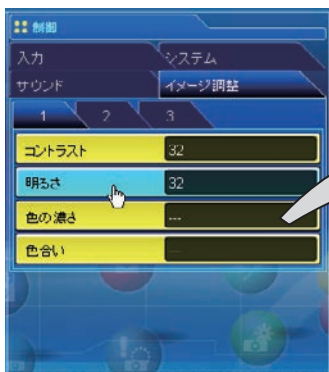 制御
入力 システム
サウンド イメージ調整
1 2 3
コントラスト 32
明るさ 32
色の濃さ ---
色合い ---